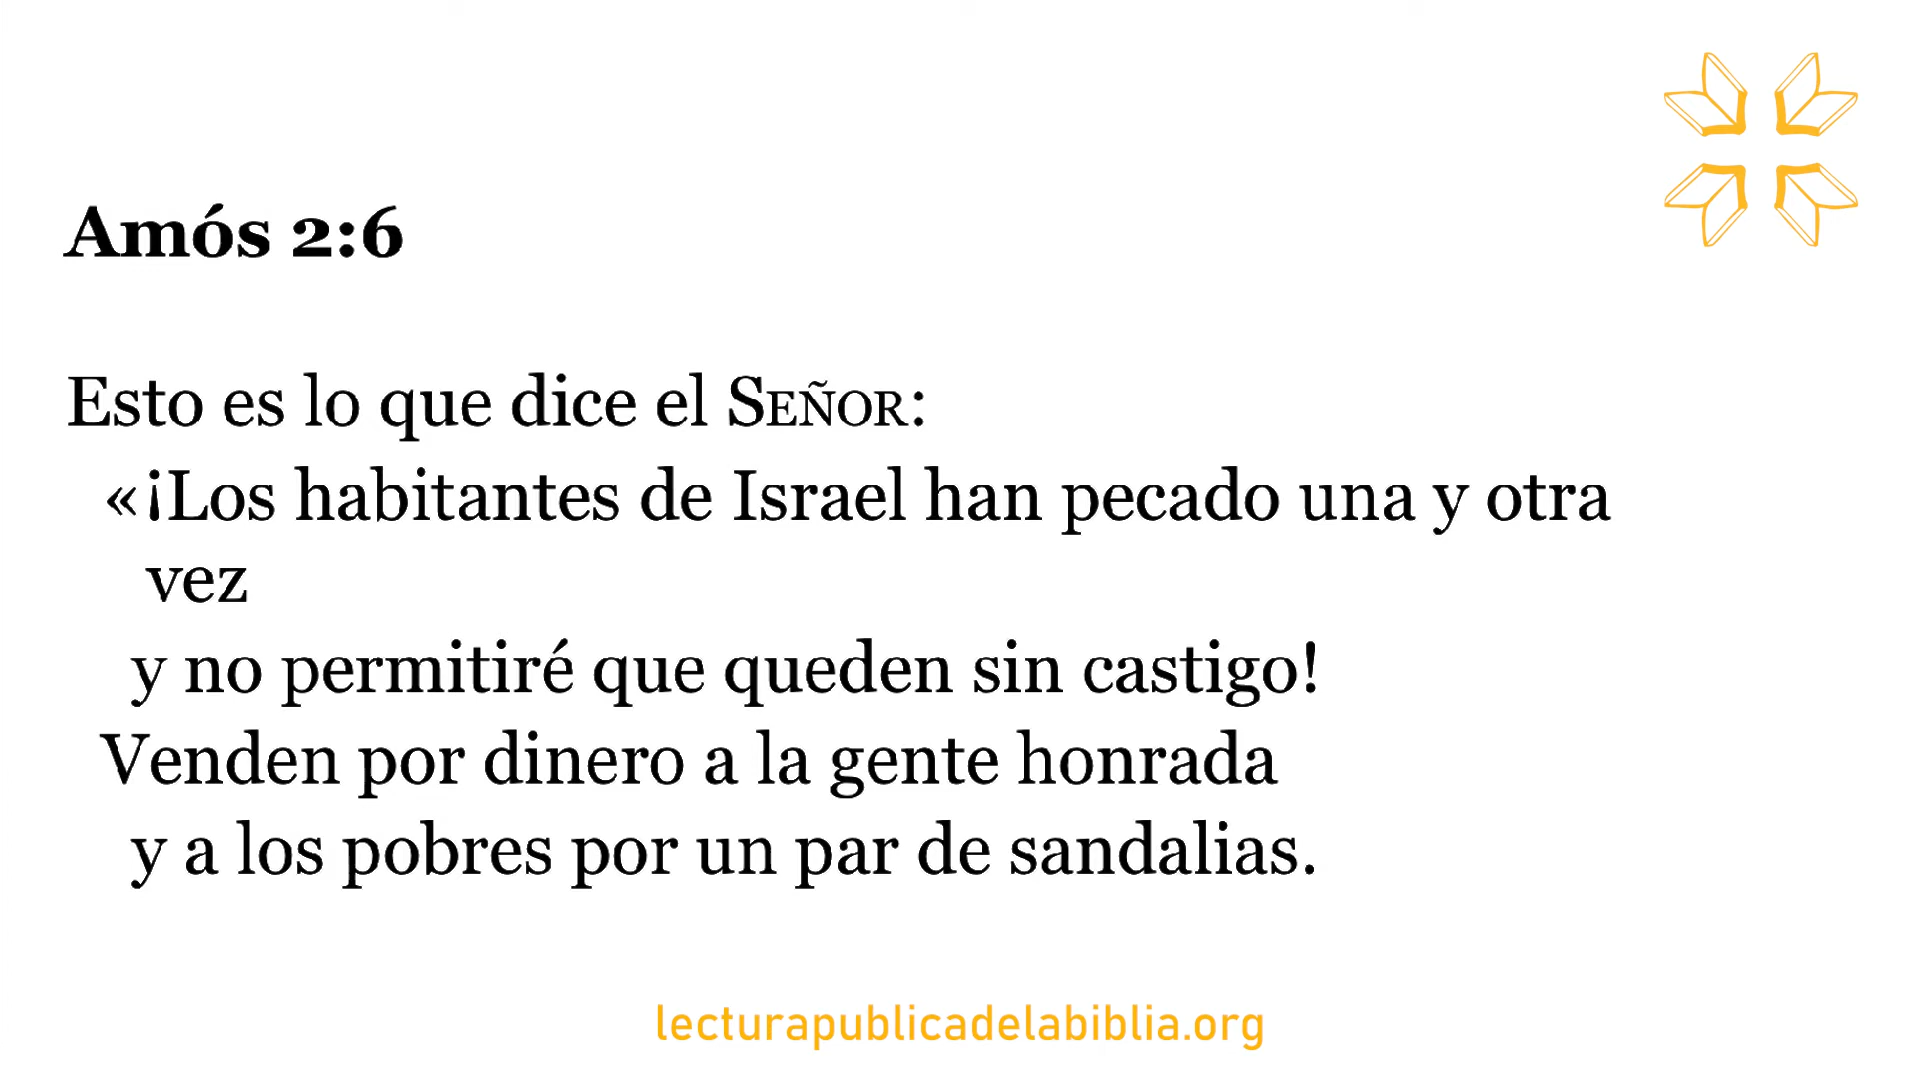 Amós 2:6
Esto es lo que dice el SEÑOR:
«¡Los habitantes de Israel han pecado una y otra
vez
y no permitiré que queden sin castigo!
Venden por dinero a la gente honrada
y a los pobres por un par de sandalias.
lecturapublicadelabiblia.org